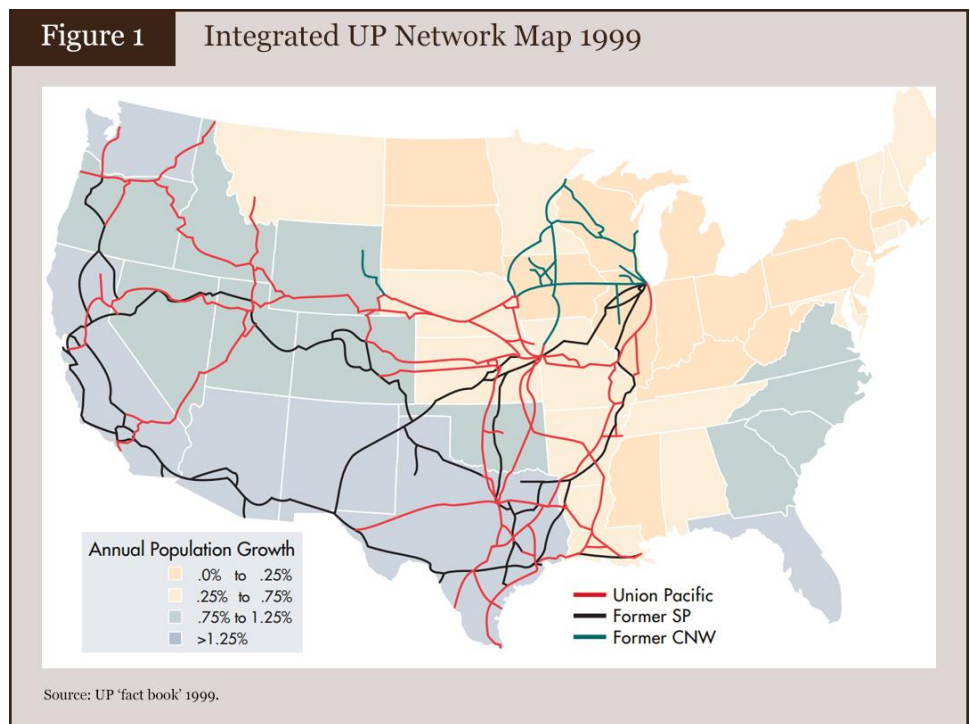 Figure 1
Integrated UP Network Map 1999
Annual Population Growth
.0% to .25%
.25% to .75%
.75% to 1.25%
>1.25%
Union Pacific
Former SP
Former CNW
Source: UP ‘fact book’ 1999.